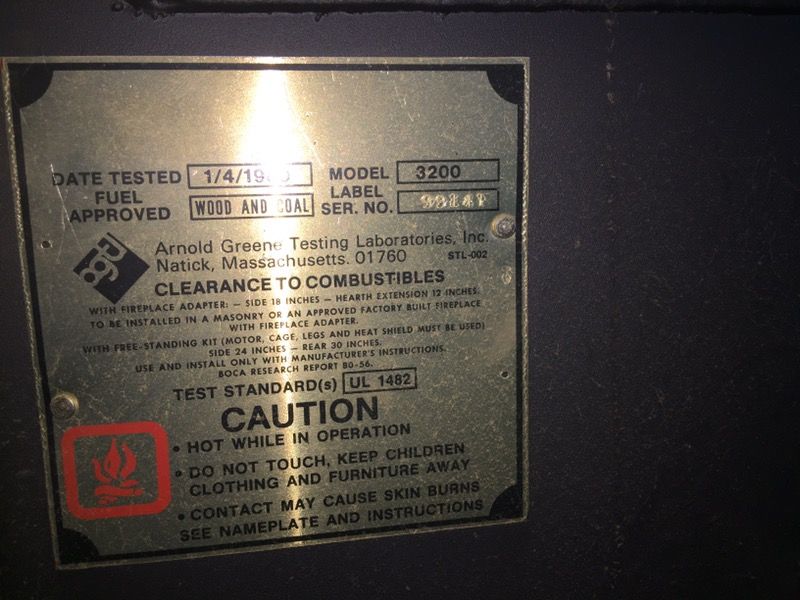 DATE TESTED 1/4/19 MODEL 3200
FUEL APPROVED WOOD AND COAL LABEL SER. NO.
Arnold Greene Testing Laboratories, Inc.
Natick, Massachusetts. 01760 STL-002
CLEARANCE TO COMBUSTIBLES
WITH FIREPLACE ADAPTER: — SIDE 18 INCHES — HEARTH EXTENSION 12 INCHES.
TO BE INSTALLED IN A MASONRY OR AN APPROVED FACTORY BUILT FIREPLACE
WITH FIREPLACE ADAPTER.
WITH FREE-STANDING KIT (MOTOR, CAGE, LEGS AND HEAT SHIELD MUST BE USED)
SIDE 24 INCHES — REAR 30 INCHES.
USE AND INSTALL ONLY WITH MANUFACTURER'S INSTRUCTIONS.
BOCA RESEARCH REPORT 80-56.
TEST STANDARD(s) UL 1482
CAUTION
• HOT WHILE IN OPERATION
• DO NOT TOUCH, KEEP CHILDREN
CLOTHING AND FURNITURE AWAY
• CONTACT MAY CAUSE SKIN BURNS
SEE NAMEPLATE AND INSTRUCTIONS